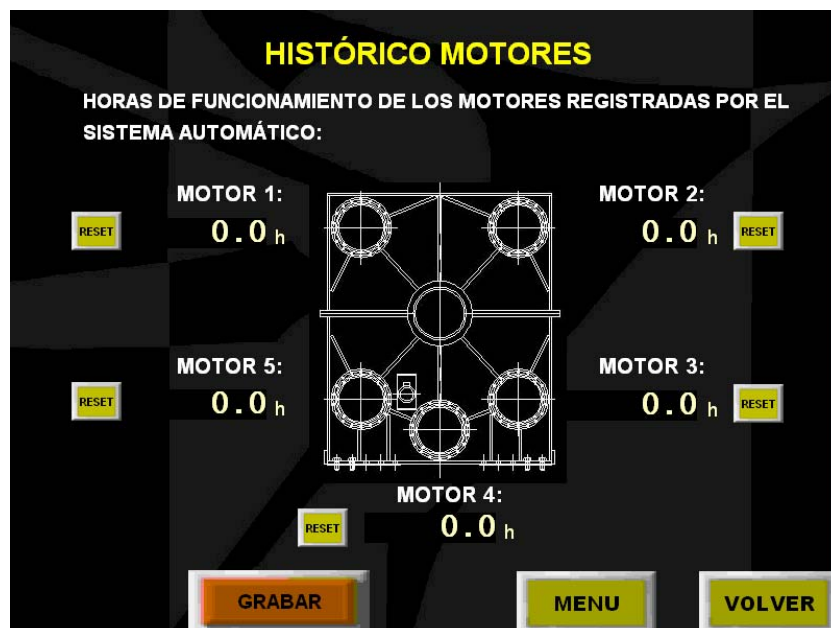 HISTÓRICO MOTORES
HORAS DE FUNCIONAMIENTO DE LOS MOTORES REGISTRADAS POR EL
SISTEMA AUTOMÁTICO:
MOTOR 1:
RESET 0.0 h
MOTOR 2:
0.0 h RESET
MOTOR 5:
RESET 0.0 h
MOTOR 3:
0.0 h RESET
MOTOR 4:
RESET 0.0 h
GRABAR MENU VOLVER